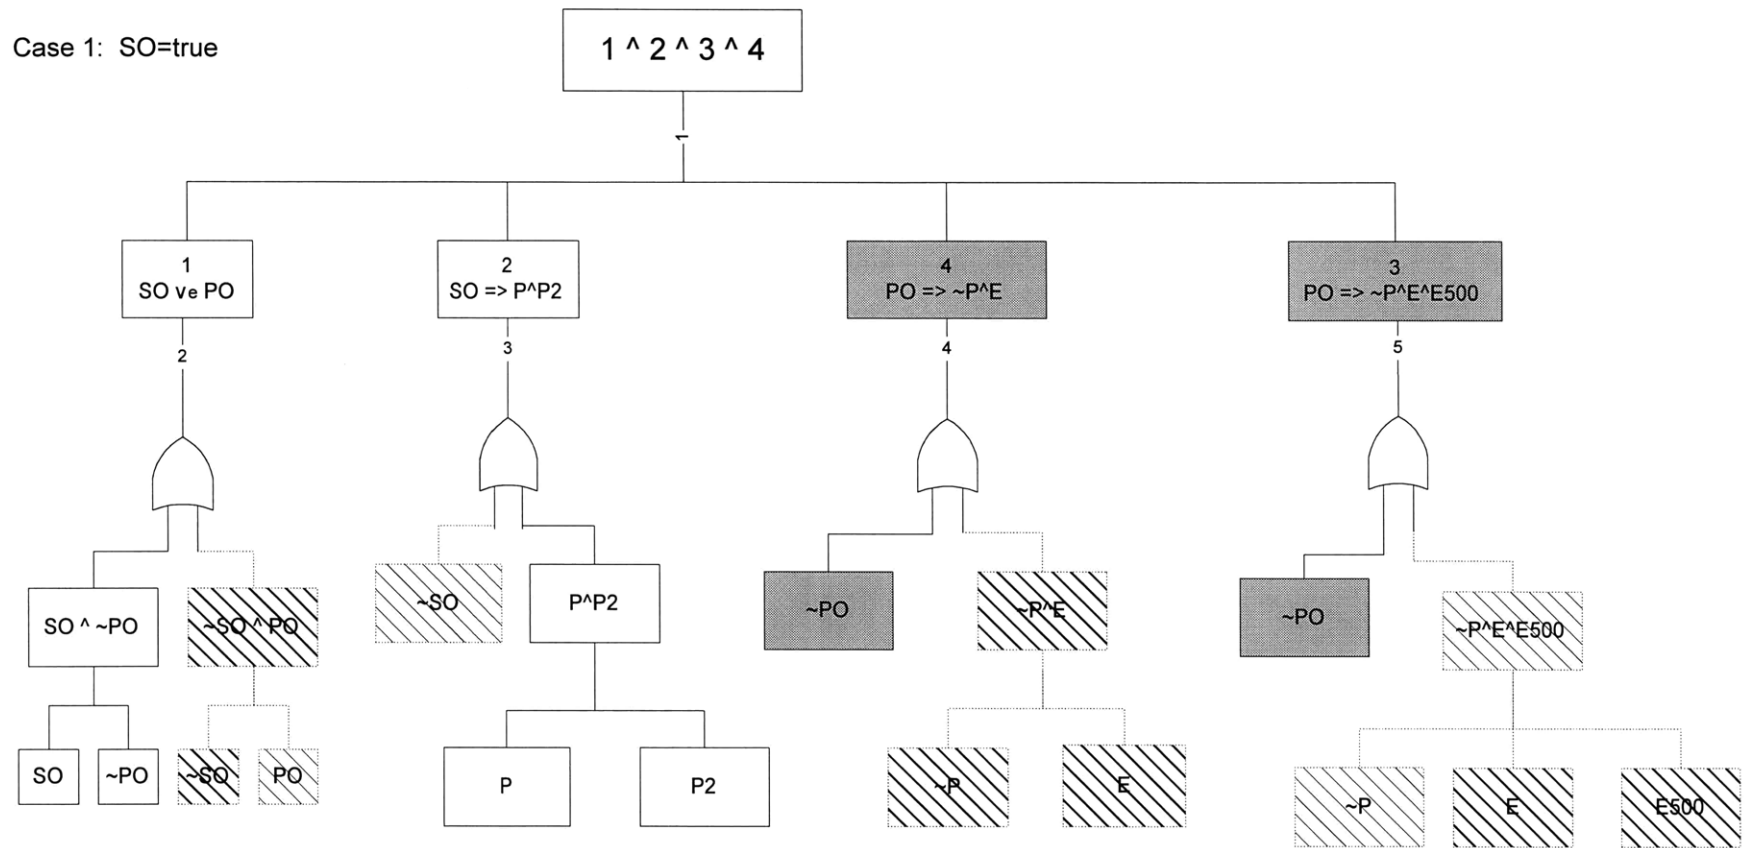 Case 1: SO=true
1 ^ 2 ^ 3 ^ 4
1
1
SO ve PO
2
SO => P^P2
4
PO => ~P^E
3
PO => ~P^E^E500
2
3
4
5
SO ^ ~PO
~SO ^ PO
~SO
P^P2
~PO
~P^E
~PO
~P^E^E500
SO
~PO
~SO
PO
P
P2
~P
E
~P
E
E500